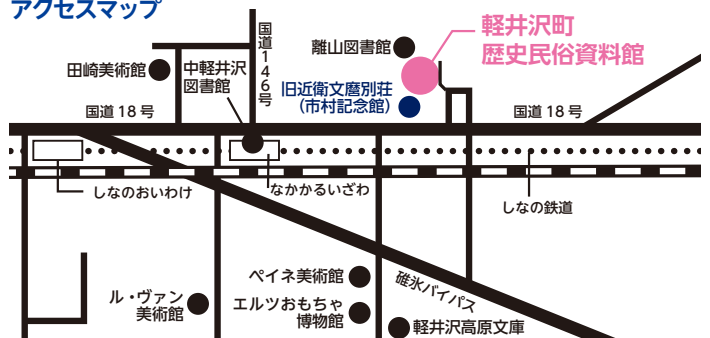 アクセスマップ
軽井沢町
歴史民俗資料館
離山図書館
国道146号
田崎美術館
中軽井沢
図書館
旧近衛文麿別荘
(市村記念館)
国道18号
国道18号
しなのおいわけ
なかかるいざわ
しなの鉄道
ペイネ美術館
碓氷バイパス
ル・ヴァン
美術館
エルツおもちゃ
博物館
軽井沢高原文庫